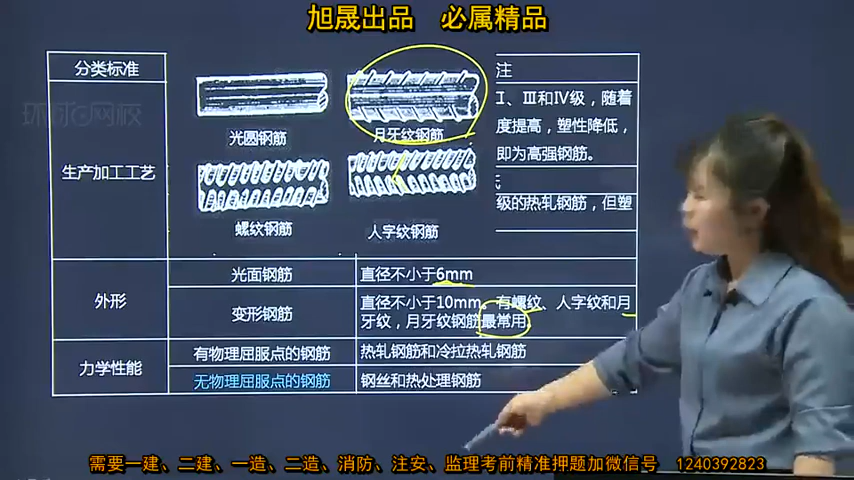 旭晟出品 必属精品
分类标准
注
光圆钢筋
月牙纹钢筋
Ⅰ、Ⅲ和Ⅳ级，随着
度提高，塑性降低，
即为高强钢筋。
生产加工工艺
级的热轧钢筋，但塑
螺纹钢筋
人字纹钢筋
外形
光面钢筋
直径不小于6mm
变形钢筋
直径不小于10mm。有螺纹、人字纹和月
牙纹，月牙纹钢筋最常用。
力学性能
有物理屈服点的钢筋
热轧钢筋和冷拉热轧钢筋
无物理屈服点的钢筋
钢丝和热处理钢筋
环球网校
需要一建、二建、一造、二造、消防、注安、监理考前精准押题加微信号 1240392823